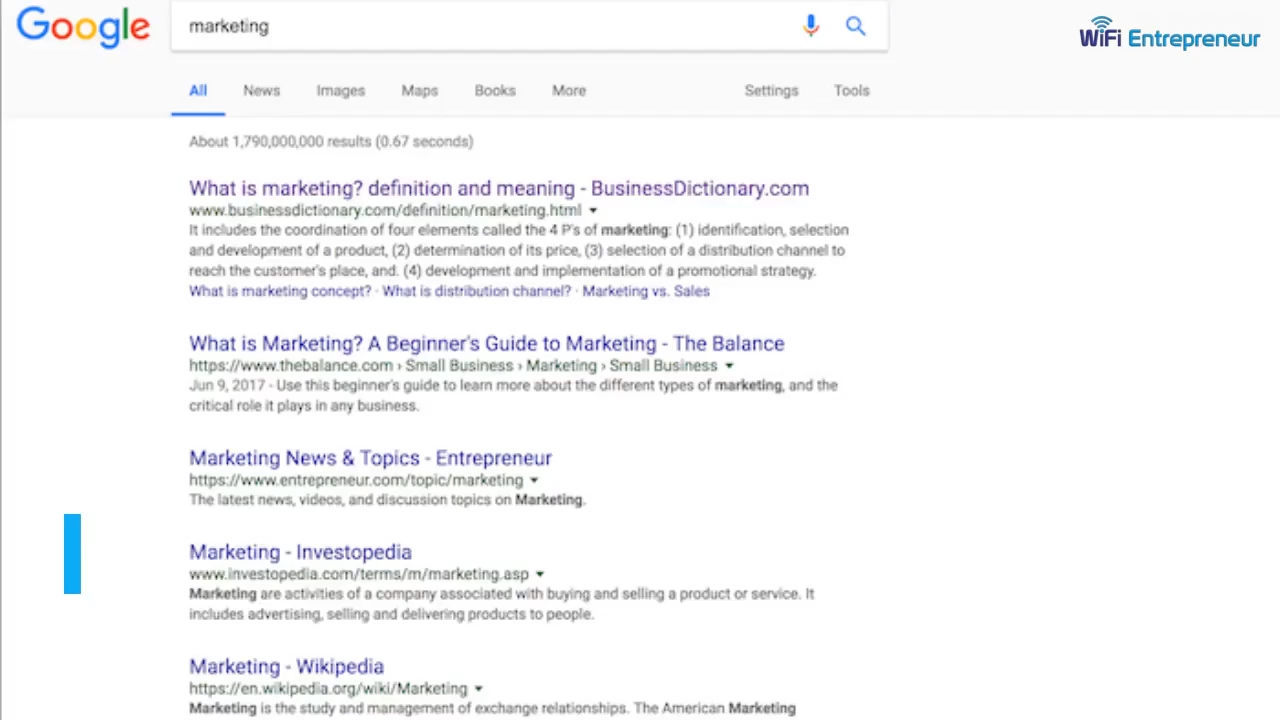 Google
marketing
WiFi Entrepreneur
All News Images Maps Books More Settings Tools
About 1,790,000,000 results (0.67 seconds)
What is marketing? definition and meaning - BusinessDictionary.com
www.businessdictionary.com/definition/marketing.html
It includes the coordination of four elements called the 4 P's of marketing: (1) identification, selection
and development of a product, (2) determination of its price, (3) selection of a distribution channel to
reach the customer's place, and. (4) development and implementation of a promotional strategy.
What is marketing concept? · What is distribution channel? · Marketing vs. Sales
What is Marketing? A Beginner's Guide to Marketing - The Balance
https://www.thebalance.com › Small Business › Marketing › Small Business
Jun 9, 2017 - Use this beginner's guide to learn more about the different types of marketing, and the
critical role it plays in any business.
Marketing News & Topics - Entrepreneur
https://www.entrepreneur.com/topic/marketing
The latest news, videos, and discussion topics on Marketing.
Marketing - Investopedia
www.investopedia.com/terms/m/marketing.asp
Marketing are activities of a company associated with buying and selling a product or service. It
includes advertising, selling and delivering products to people.
Marketing - Wikipedia
https://en.wikipedia.org/wiki/Marketing
Marketing is the study and management of exchange relationships. The American Marketing